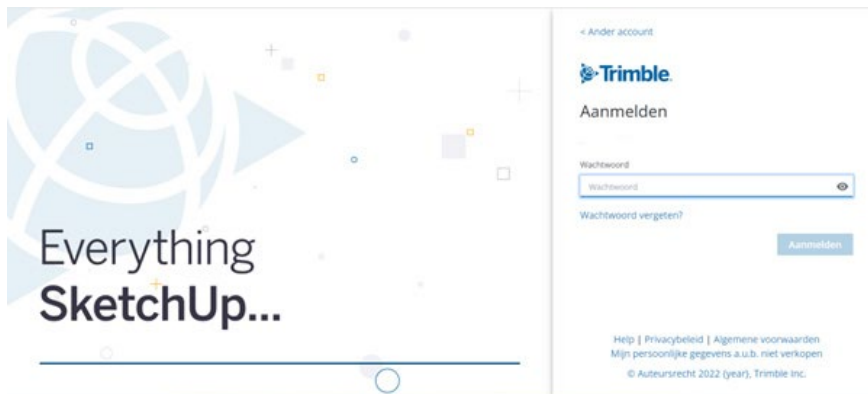 Everything
SketchUp...
< Ander account
Trimble.
Aanmelden
Wachtwoord
Wachtwoord
Wachtwoord vergeten?
Aanmelden
Help | Privacybeleid | Algemene voorwaarden
Mijn persoonlijke gegevens a.u.b. niet verkopen
© Auteursrecht 2022 {year}, Trimble Inc.